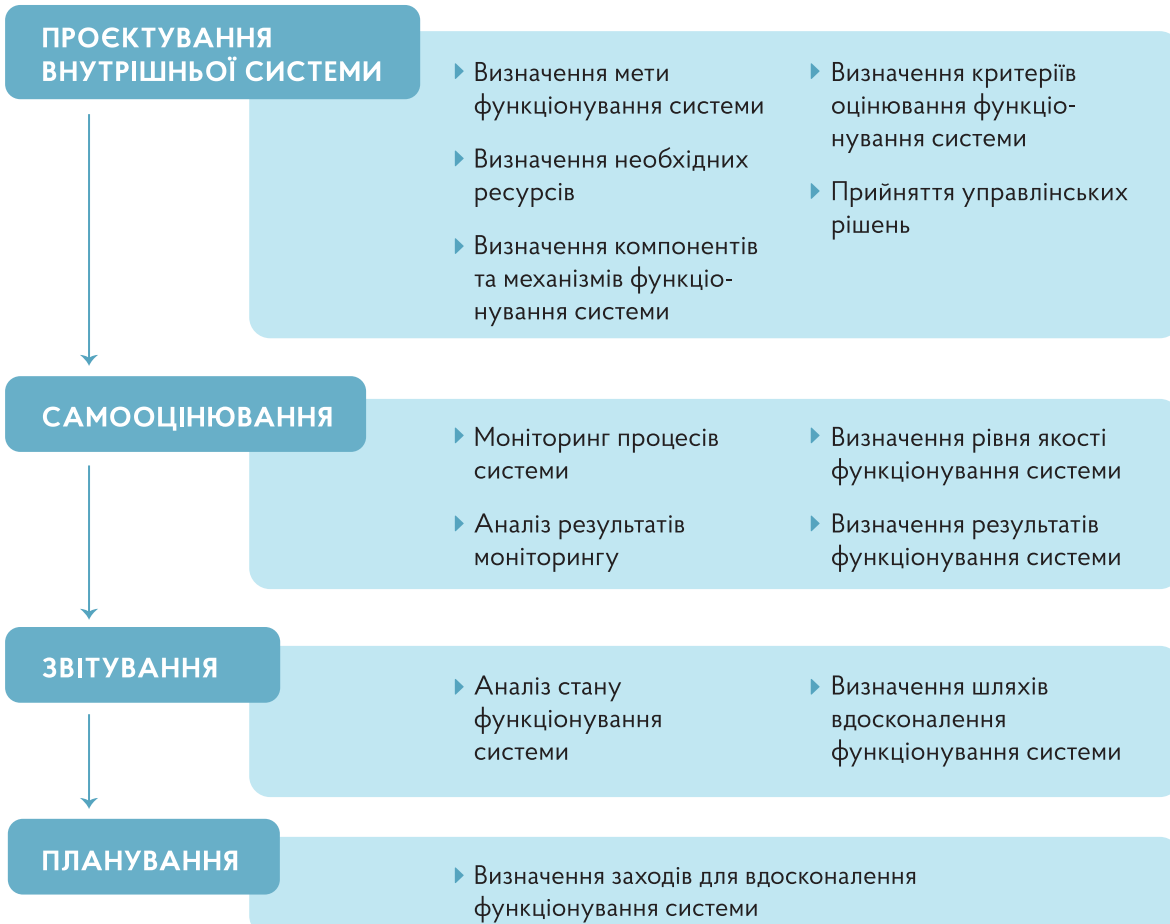 ПРОЄКТУВАННЯ
ВНУТРІШНЬОЇ СИСТЕМИ
Визначення мети
функціонування системи
Визначення необхідних
ресурсів
Визначення компонентів
та механізмів функціо-
нування системи
Визначення критеріїв
оцінювання функціо-
нування системи
Прийняття управлінських
рішень
САМООЦІНЮВАННЯ
Моніторинг процесів
системи
Аналіз результатів
моніторингу
Визначення рівня якості
функціонування системи
Визначення результатів
функціонування системи
ЗВІТУВАННЯ
Аналіз стану
функціонування
системи
Визначення шляхів
вдосконалення
функціонування системи
ПЛАНУВАННЯ
Визначення заходів для вдосконалення
функціонування системи